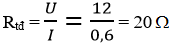 Rtđ = U/I = 12/0,6 = 20 Ω